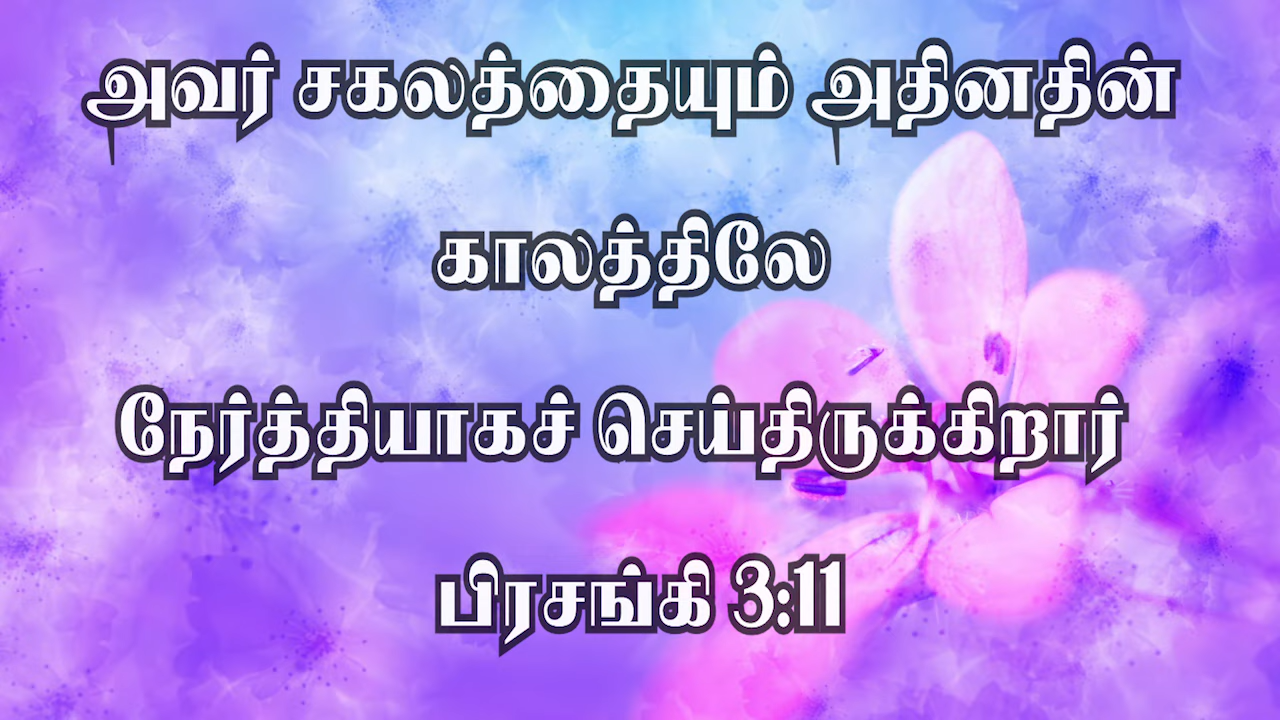 அவர் சகலத்தையும் அதினதின்
காலத்திலே
நேர்த்தியாகச் செய்திருக்கிறார்
பிரசங்கி 3:11